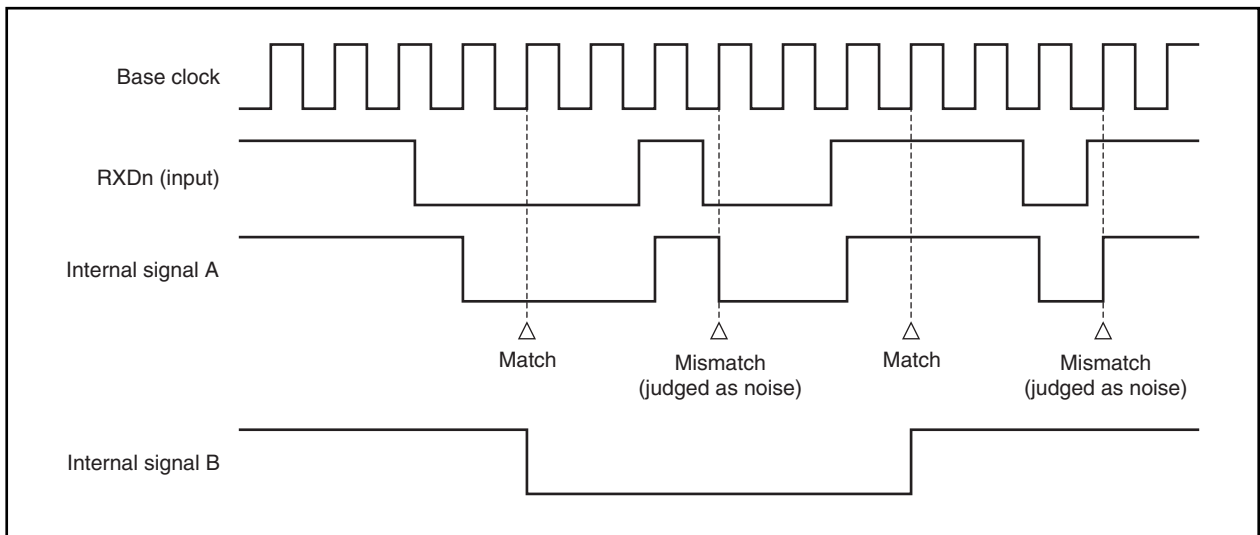 Base clock
RXDn (input)
Internal signal A
Match
Mismatch
(judged as noise)
Match
Mismatch
(judged as noise)
Internal signal B